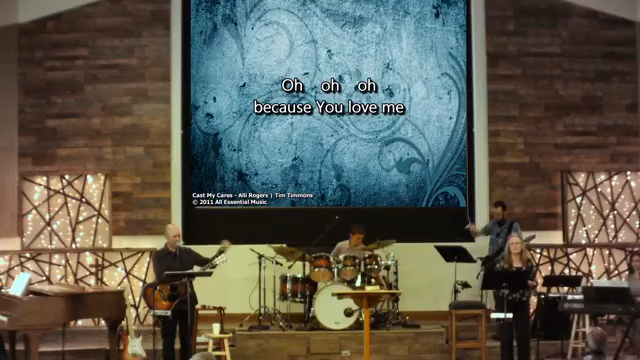 Oh oh oh
because You love me
Cast My Cares - Alli Rogers | Tim Timmons
© 2011 All Essential Music